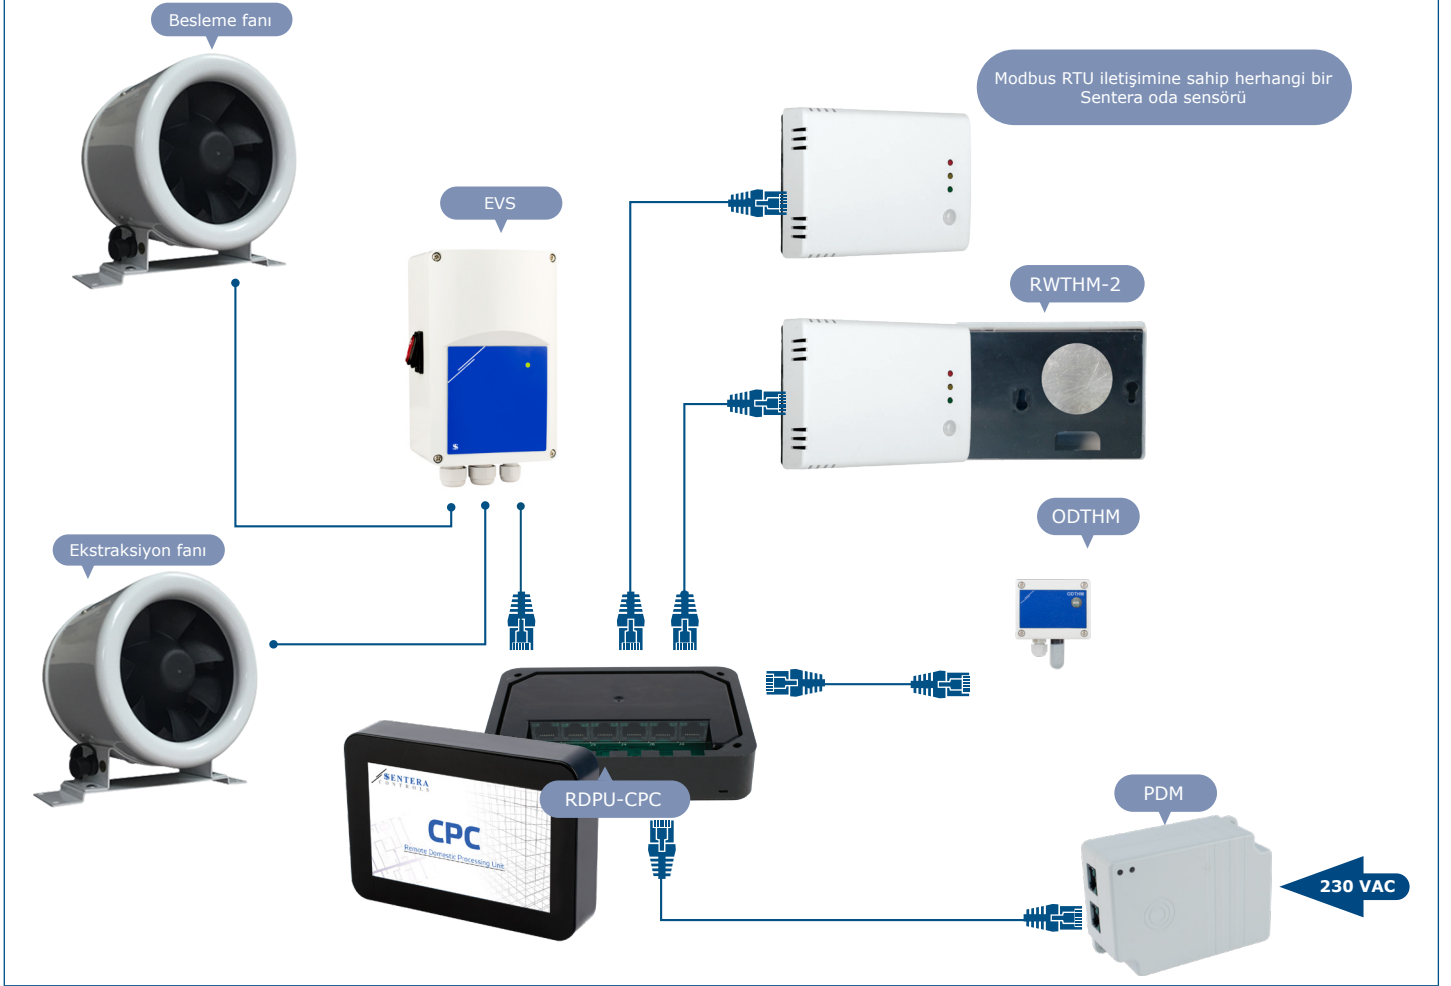 Besleme fanı
Modbus RTU iletişimine sahip herhangi bir
Sentera oda sensörü
EVS
RWTHM-2
ODTHM
ODTHM
Ekstraksiyon fanı
SENTERA
CONTROLS
CPC
Remote Domestic Processing Unit
RDPU-CPC
PDM
230 VAC